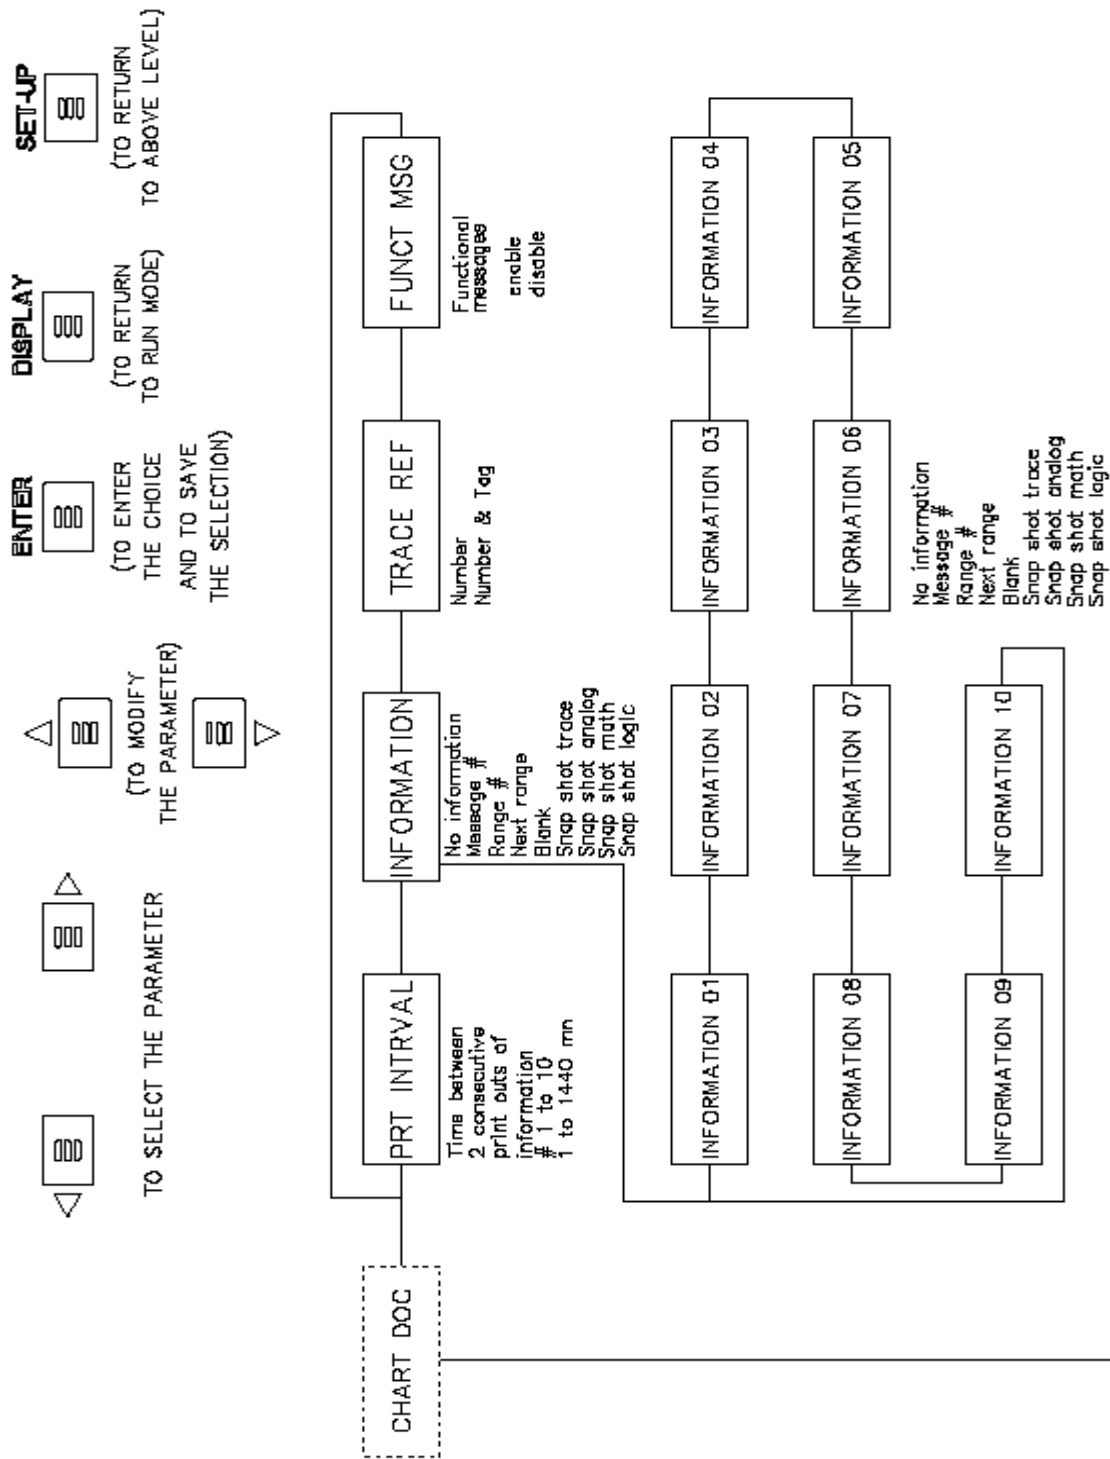 TO SELECT THE PARAMETER
(TO MODIFY
THE PARAMETER)
ENTER
(TO ENTER
THE CHOICE
AND TO SAVE
THE SELECTION)
DISPLAY
(TO RETURN
TO RUN MODE)
SET-UP
(TO RETURN
TO ABOVE LEVEL)
CHART DOC
PRT INTRVAL
Time between
2 consecutive
print outs of
information
# 1 to 10
1 to 1440 mn
INFORMATION
No information
Message #
Range #
Next range
Blank
Snap shot trace
Snap shot analog
Snap shot math
Snap shot logic
TRACE REF
Number
Number & Tag
FUNCT MSG
Functional
messages
enable
disable
INFORMATION 01
INFORMATION 02
INFORMATION 03
INFORMATION 04
INFORMATION 08
INFORMATION 07
INFORMATION 06
INFORMATION 05
INFORMATION 09
INFORMATION 10
No information
Message #
Range #
Next range
Blank
Snap shot trace
Snap shot analog
Snap shot math
Snap shot logic